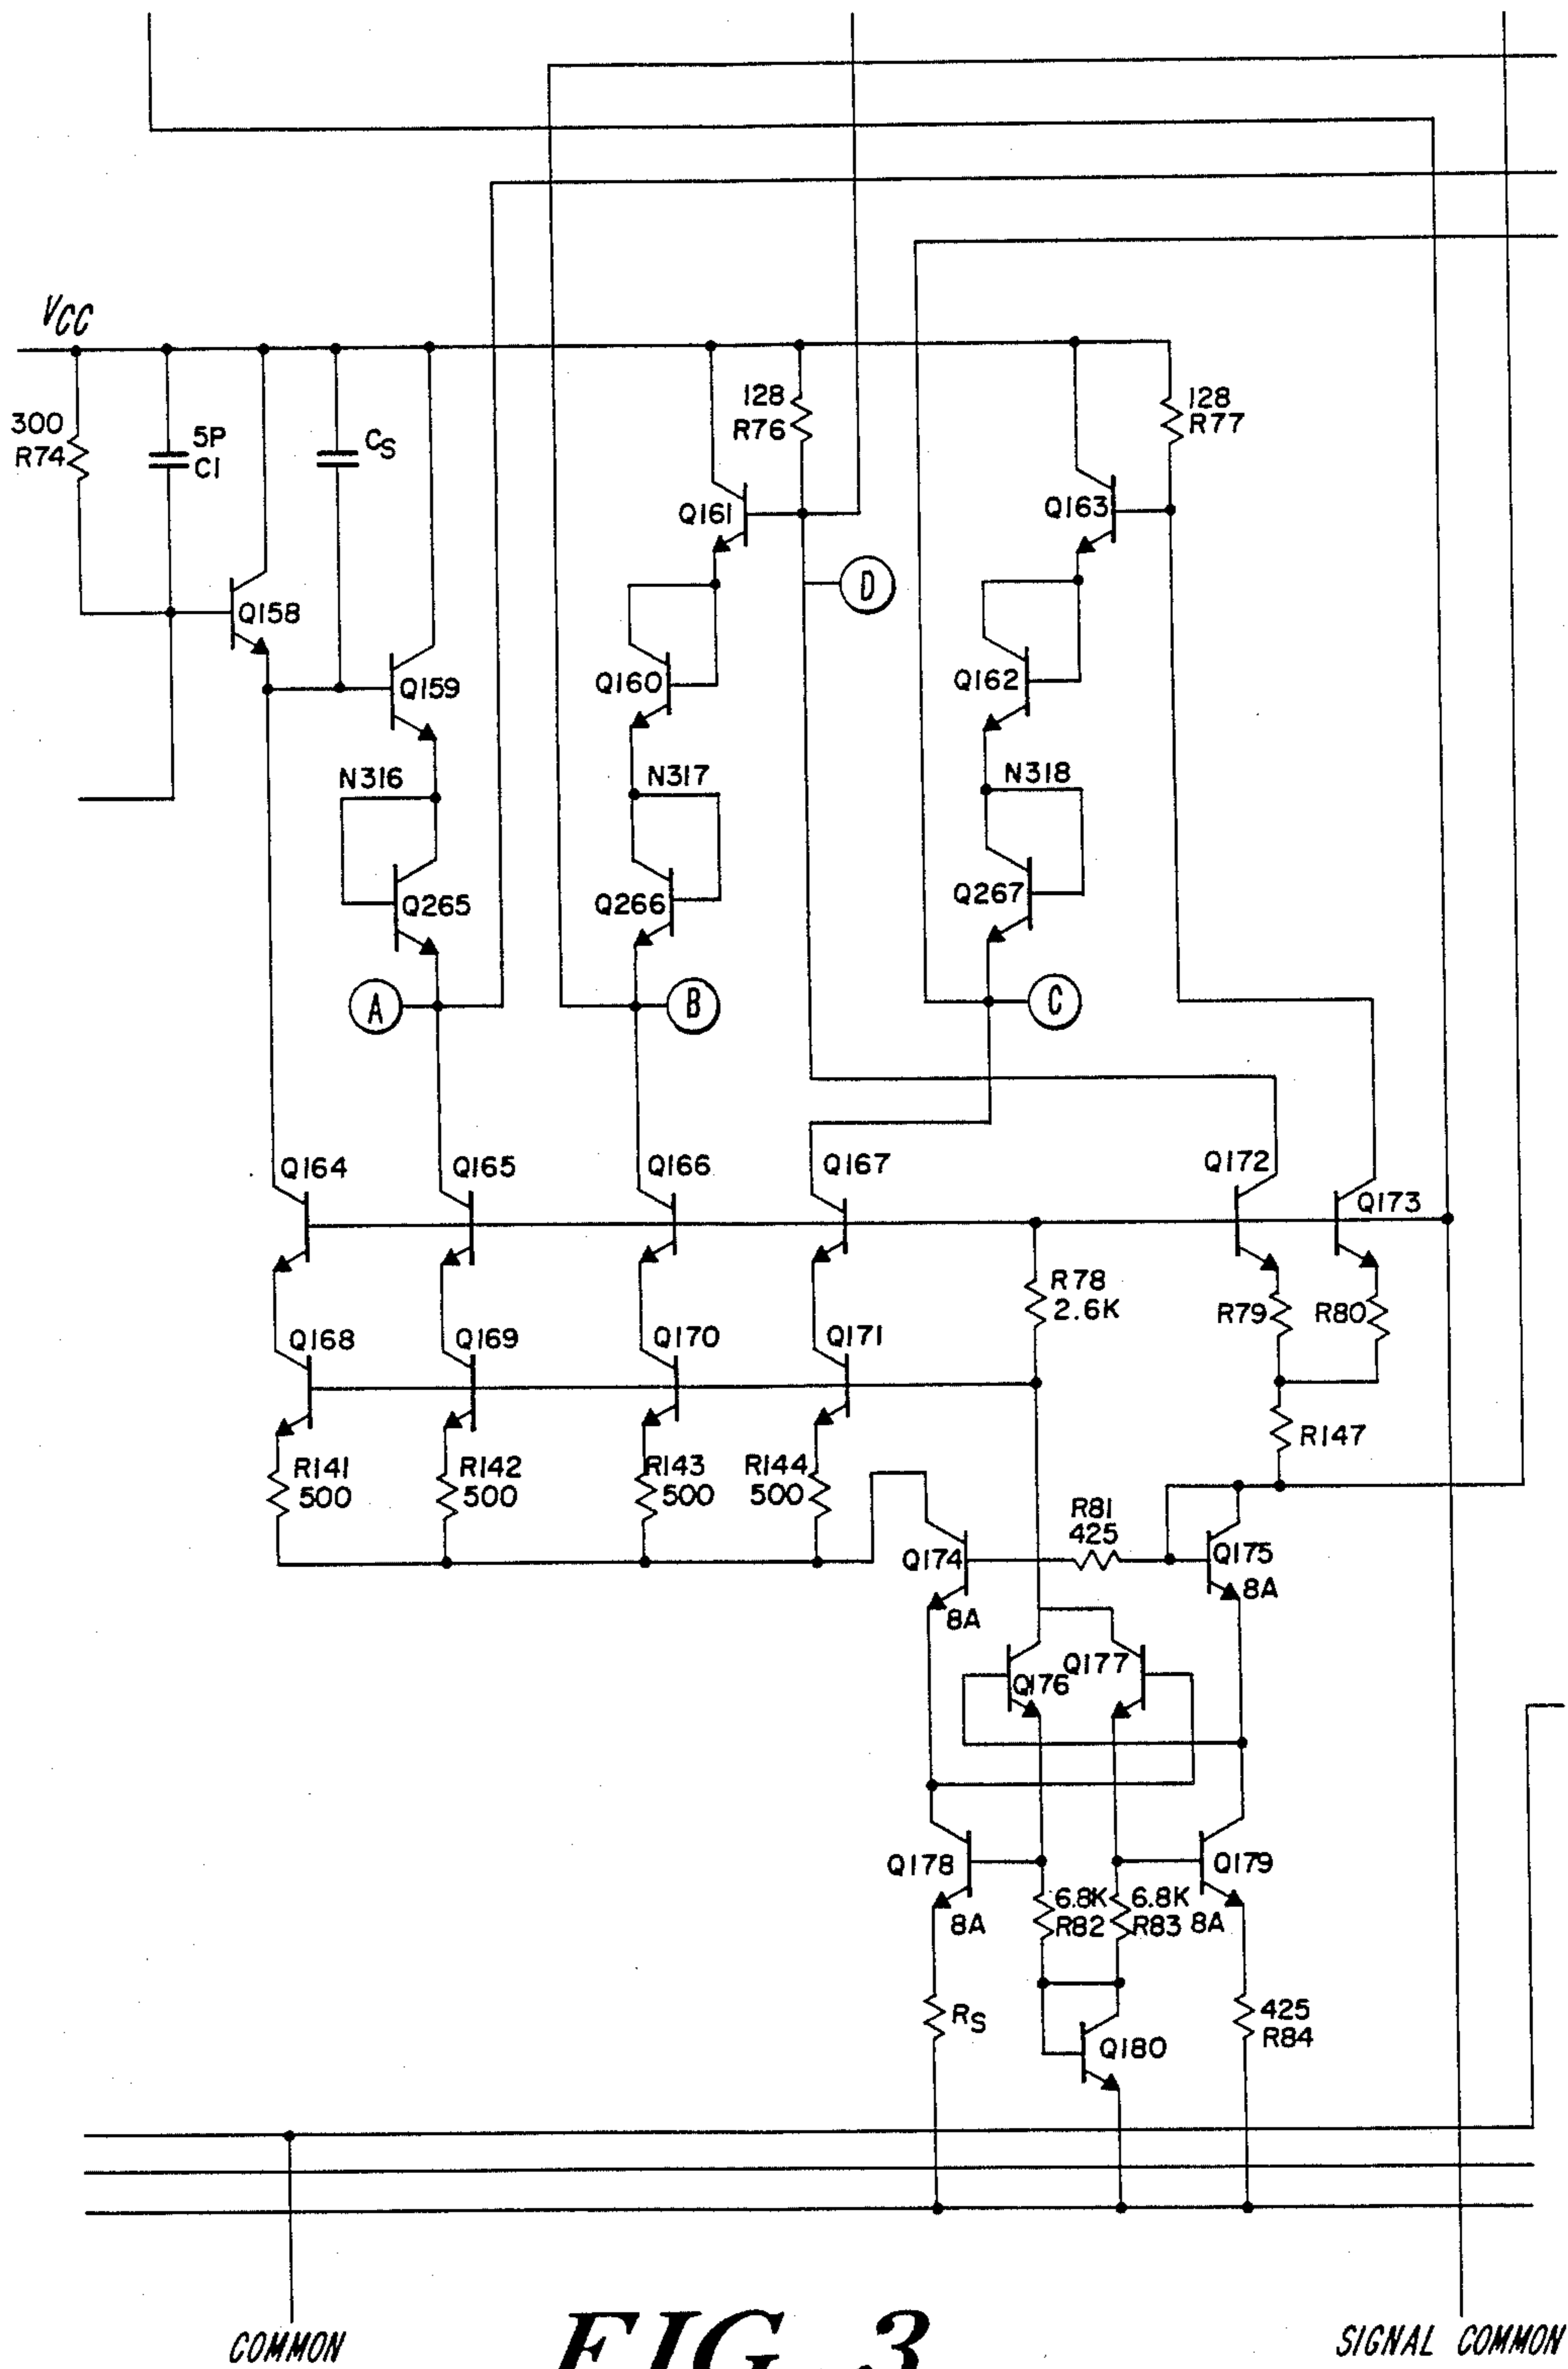 VCC
300
R74
5P
C1
CS
128
R76
128
R77
Q161
Q163
D
Q158
Q159
Q160
Q162
N316
N317
N318
Q265
Q266
Q267
A
B
C
Q164
Q165
Q166
Q167
Q172
Q173
R78
2.6K
R79
R80
Q168
Q169
Q170
Q171
R147
R141
500
R142
500
R143
500
R144
500
R81
425
Q174
8A
Q175
8A
Q176
Q177
Q178
8A
Q179
8A
6.8K
R82
6.8K
R83
RS
Q180
425
R84
COMMON
FIG. 3
SIGNAL COMMON